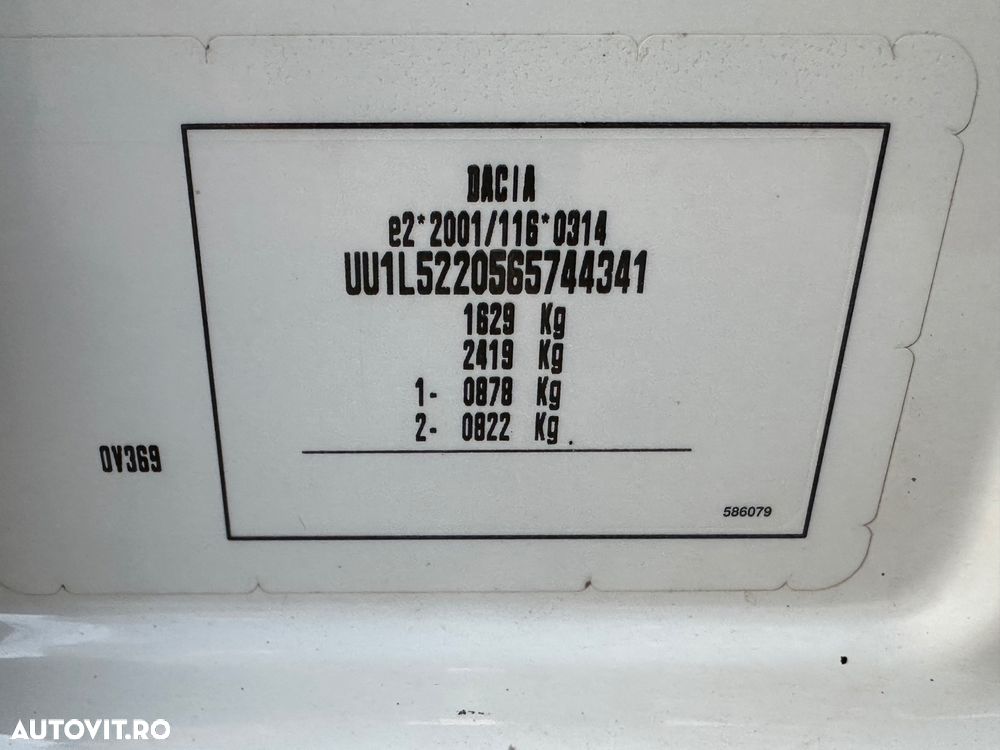 DACIA
e2*2001/116*0314
UU1L5220565744341
1629 Kg
2419 Kg
1- 0878 Kg
2- 0822 Kg
0V369
586079
AUTOVIT.RO